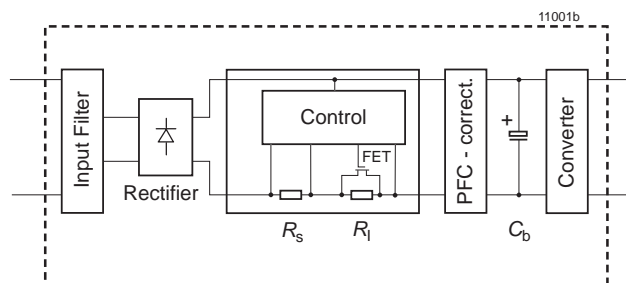 11001b
Input Filter
Rectifier
Control
FET
Rs
Rl
PFC - correct.
+
Cb
Converter